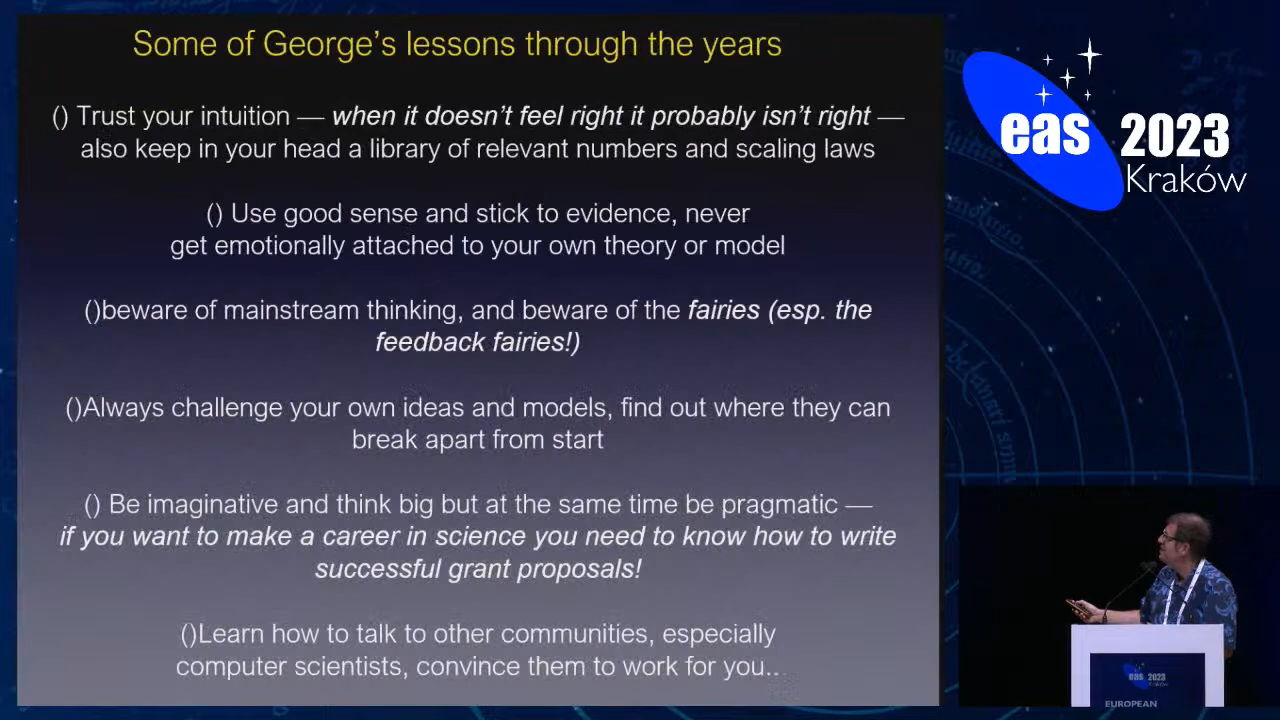 Some of George's lessons through the years
() Trust your intuition — when it doesn't feel right it probably isn't right —
also keep in your head a library of relevant numbers and scaling laws
() Use good sense and stick to evidence, never
get emotionally attached to your own theory or model
()beware of mainstream thinking, and beware of the fairies (esp. the
feedback fairies!)
()Always challenge your own ideas and models, find out where they can
break apart from start
() Be imaginative and think big but at the same time be pragmatic —
if you want to make a career in science you need to know how to write
successful grant proposals!
()Learn how to talk to other communities, especially
computer scientists, convince them to work for you..
eas 2023
Kraków
eas 2023
Kraków
EUROPEAN